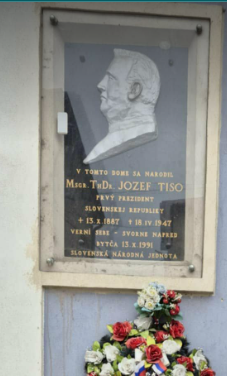 V TOMTO DOME SA NARODIL
MSGR. THDR. JOZEF TISO
PRVÝ PREZIDENT
SLOVENSKEJ REPUBLIKY
+ 13.X 1887 † 18.IV.1947
VERNÍ SEBE - SVORNE NAPRED
BYTČA 13.X 1991
SLOVENSKÁ NÁRODNÁ JEDNOTA